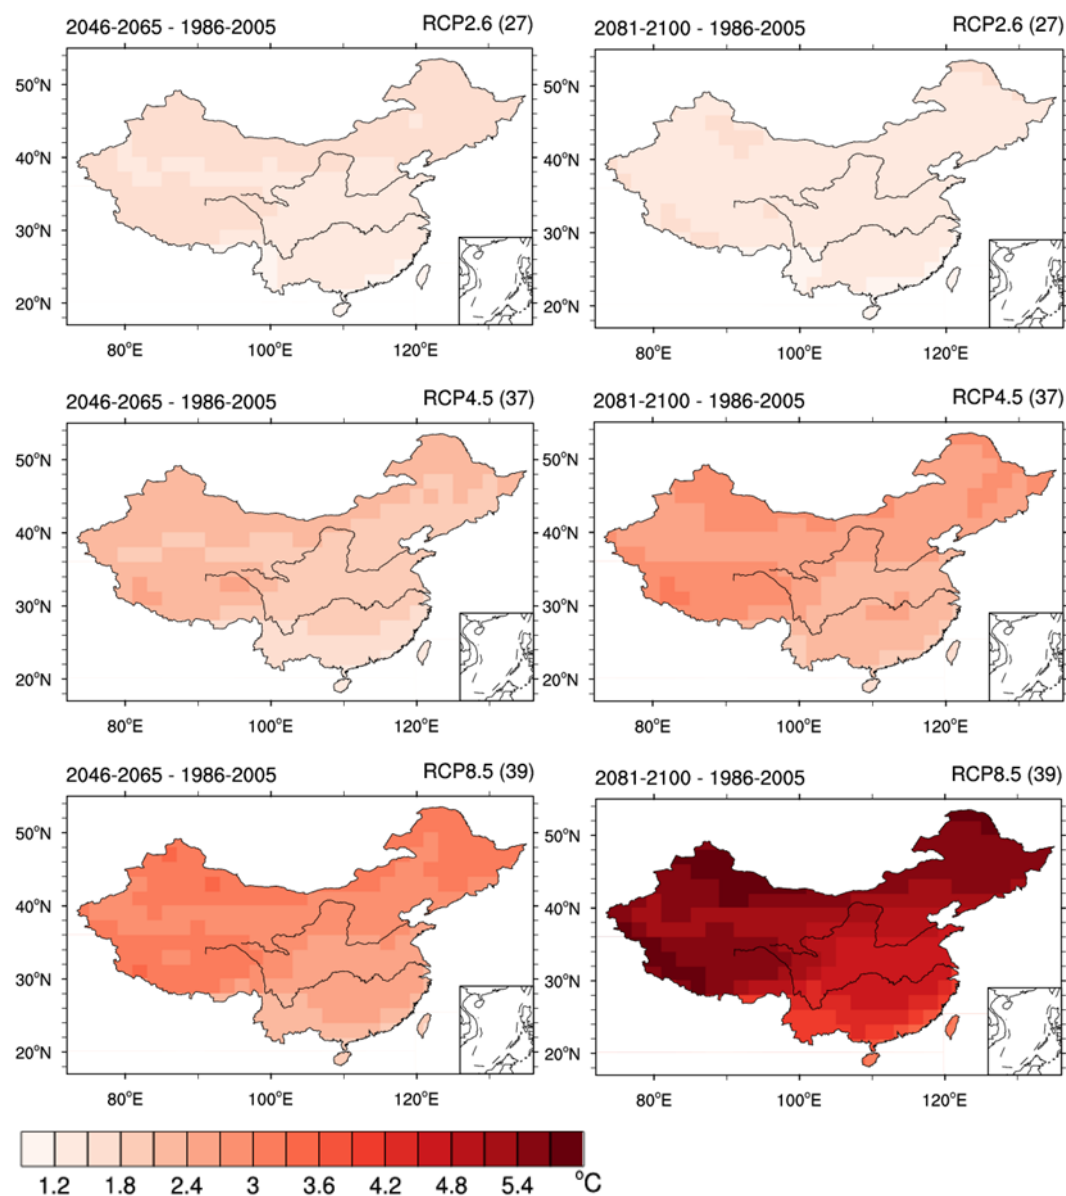 2046-2065 - 1986-2005 RCP2.6 (27) 2081-2100 - 1986-2005 RCP2.6 (27)
50°N 50°N
40°N 40°N
30°N 30°N
20°N 20°N
80°E 100°E 120°E 80°E 100°E 120°E
2046-2065 - 1986-2005 RCP4.5 (37) 2081-2100 - 1986-2005 RCP4.5 (37)
50°N 50°N
40°N 40°N
30°N 30°N
20°N 20°N
80°E 100°E 120°E 80°E 100°E 120°E
2046-2065 - 1986-2005 RCP8.5 (39) 2081-2100 - 1986-2005 RCP8.5 (39)
50°N 50°N
40°N 40°N
30°N 30°N
20°N 20°N
80°E 100°E 120°E 80°E 100°E 120°E
1.2 1.8 2.4 3 3.6 4.2 4.8 5.4 °C